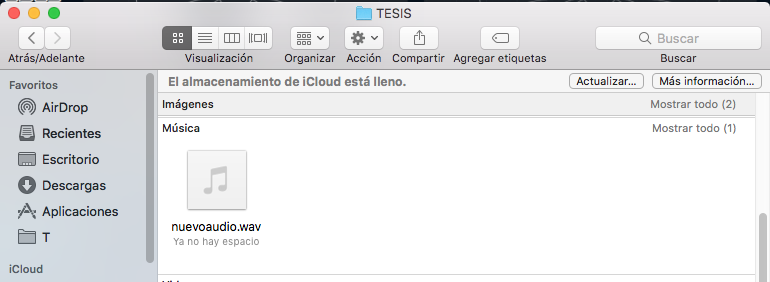 TESIS
Buscar
Atrás/Adelante
Visualización
Organizar
Acción
Compartir
Agregar etiquetas
Buscar
Favoritos
AirDrop
Recientes
Escritorio
Descargas
Aplicaciones
T
iCloud
El almacenamiento de iCloud está lleno.
Actualizar...
Más información...
Imágenes
Mostrar todo (2)
Música
Mostrar todo (1)
nuevoaudio.wav
Ya no hay espacio